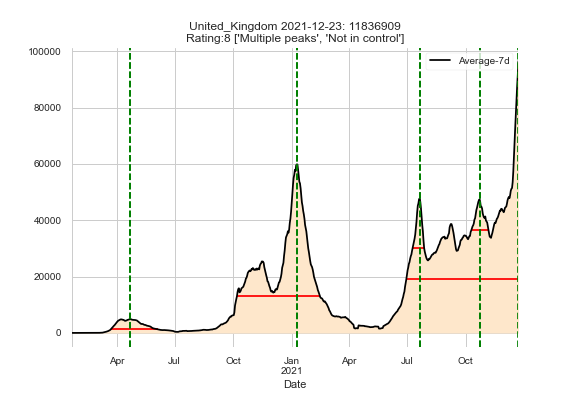 United_Kingdom 2021-12-23: 11836909
Rating:8 ['Multiple peaks', 'Not in control']
Average-7d
100000
80000
60000
40000
20000
0
Apr Jul Oct Jan Apr Jul Oct
2021
Date